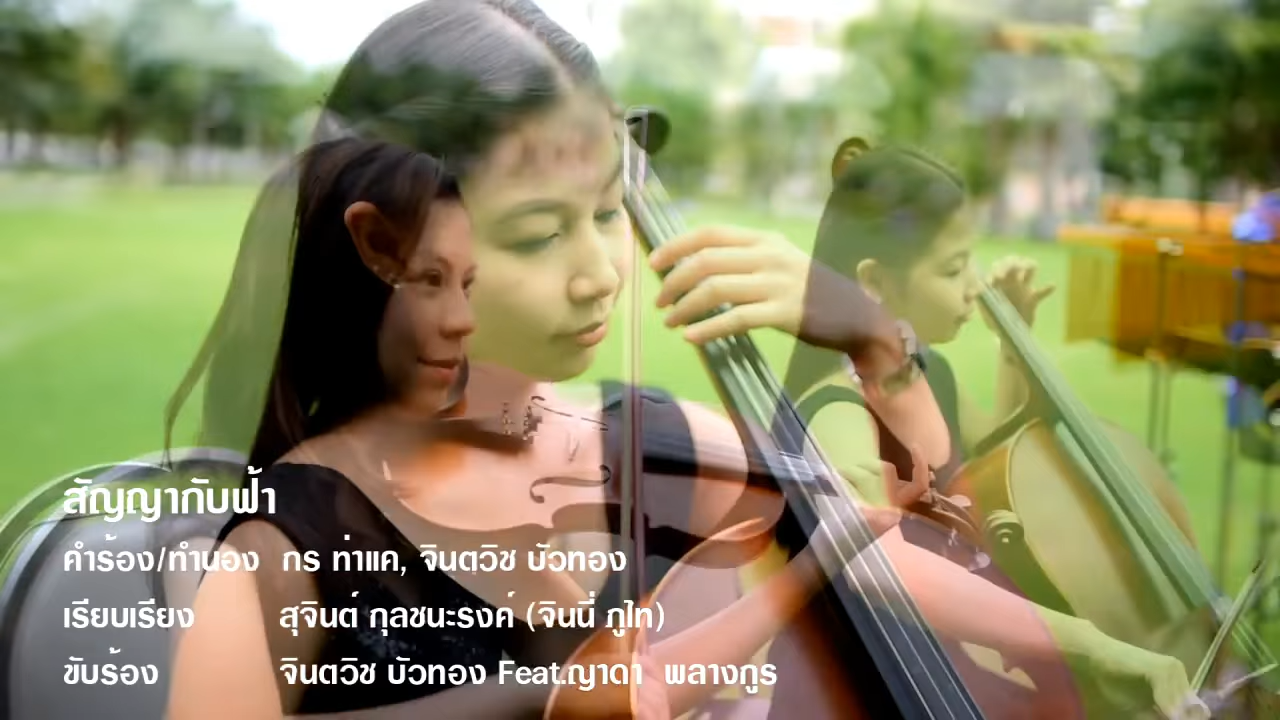 สัญญากับฟ้า
คำร้อง/ทำนอง กร ท่าแค, จินตวิช บัวทอง
เรียบเรียง สุจินต์ กุลชนะรงค์ (จินนี่ ภูไท)
ขับร้อง จินตวิช บัวทอง Feat.ญาดา พลางกูร